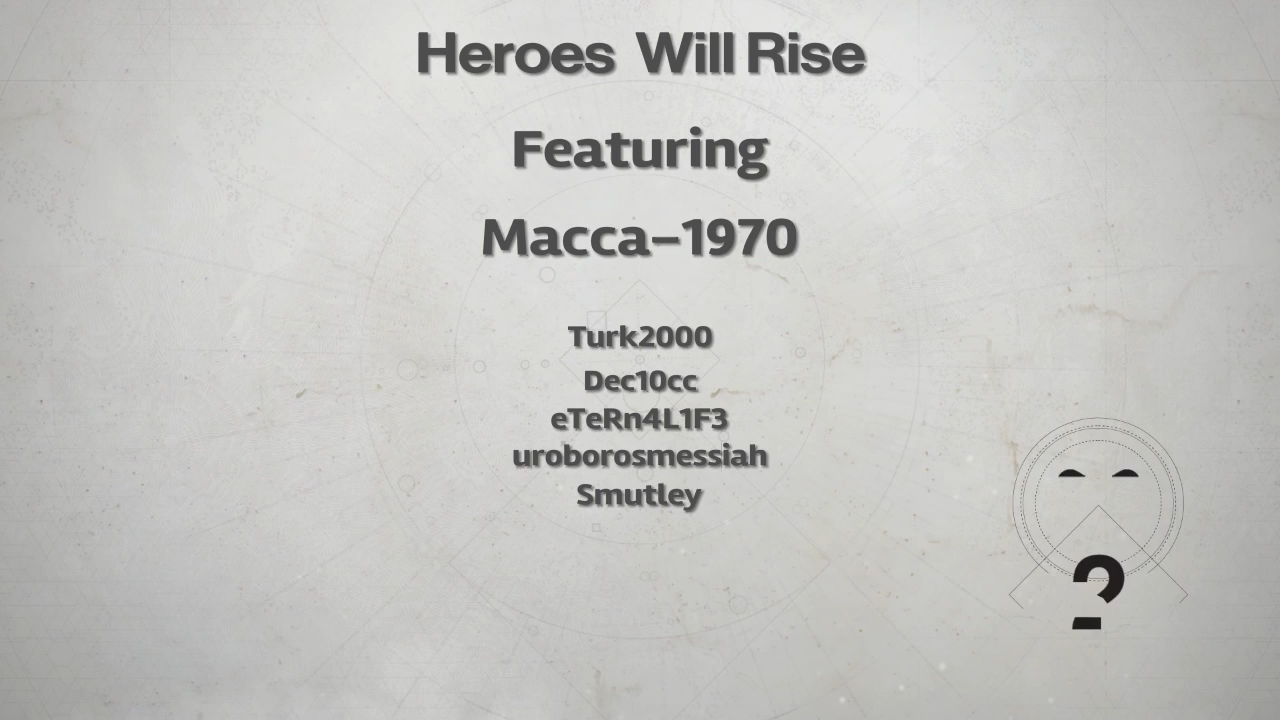 Heroes Will Rise
Featuring
Macca-1970
Turk2000
Dec10cc
eTeRn4L1F3
uroborosmessiah
Smutley
?